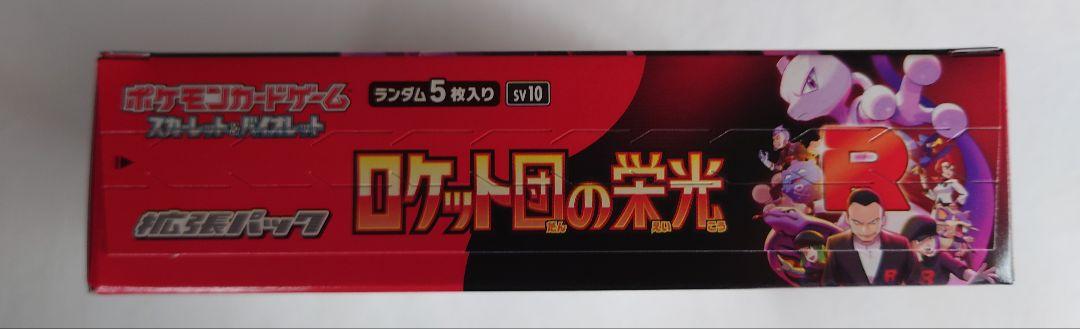 ポケモンカードゲーム
スカーレット&バイオレット
ランダム5枚入り
SV10
ロケット団の栄光
だん えい こう
拡張パック
R
R
R